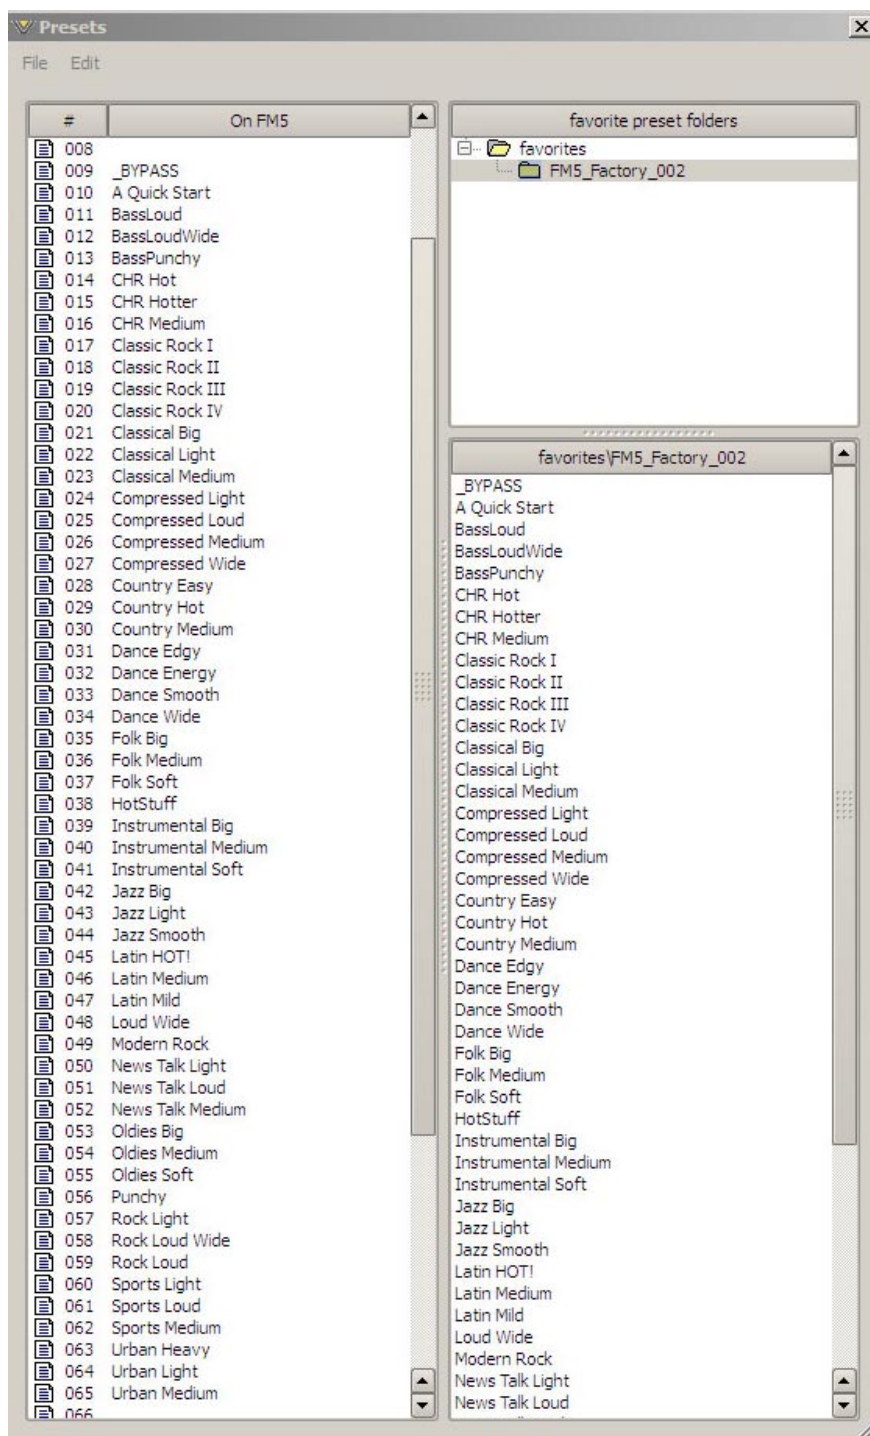 Presets
File Edit
# On FM5
008
009 _BYPASS
010 A Quick Start
011 BassLoud
012 BassLoudWide
013 BassPunchy
014 CHR Hot
015 CHR Hotter
016 CHR Medium
017 Classic Rock I
018 Classic Rock II
019 Classic Rock III
020 Classic Rock IV
021 Classical Big
022 Classical Light
023 Classical Medium
024 Compressed Light
025 Compressed Loud
026 Compressed Medium
027 Compressed Wide
028 Country Easy
029 Country Hot
030 Country Medium
031 Dance Edgy
032 Dance Energy
033 Dance Smooth
034 Dance Wide
035 Folk Big
036 Folk Medium
037 Folk Soft
038 HotStuff
039 Instrumental Big
040 Instrumental Medium
041 Instrumental Soft
042 Jazz Big
043 Jazz Light
044 Jazz Smooth
045 Latin HOT!
046 Latin Medium
047 Latin Mild
048 Loud Wide
049 Modern Rock
050 News Talk Light
051 News Talk Loud
052 News Talk Medium
053 Oldies Big
054 Oldies Medium
055 Oldies Soft
056 Punchy
057 Rock Light
058 Rock Loud Wide
059 Rock Loud
060 Sports Light
061 Sports Loud
062 Sports Medium
063 Urban Heavy
064 Urban Light
065 Urban Medium
066
favorite preset folders
favorites
FM5_Factory_002
favorites\FM5_Factory_002
_BYPASS
A Quick Start
BassLoud
BassLoudWide
BassPunchy
CHR Hot
CHR Hotter
CHR Medium
Classic Rock I
Classic Rock II
Classic Rock III
Classic Rock IV
Classical Big
Classical Light
Classical Medium
Compressed Light
Compressed Loud
Compressed Medium
Compressed Wide
Country Easy
Country Hot
Country Medium
Dance Edgy
Dance Energy
Dance Smooth
Dance Wide
Folk Big
Folk Medium
Folk Soft
HotStuff
Instrumental Big
Instrumental Medium
Instrumental Soft
Jazz Big
Jazz Light
Jazz Smooth
Latin HOT!
Latin Medium
Latin Mild
Loud Wide
Modern Rock
News Talk Light
News Talk Loud